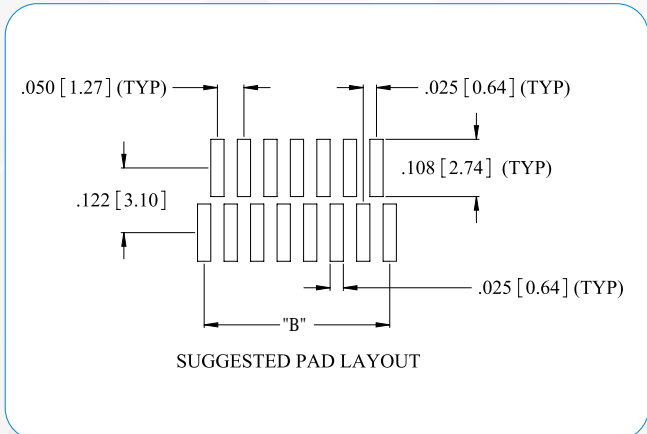 .050 [1.27] (TYP)
.025 [0.64] (TYP)
.108 [2.74] (TYP)
.122 [3.10]
.025 [0.64] (TYP)
"B"
SUGGESTED PAD LAYOUT